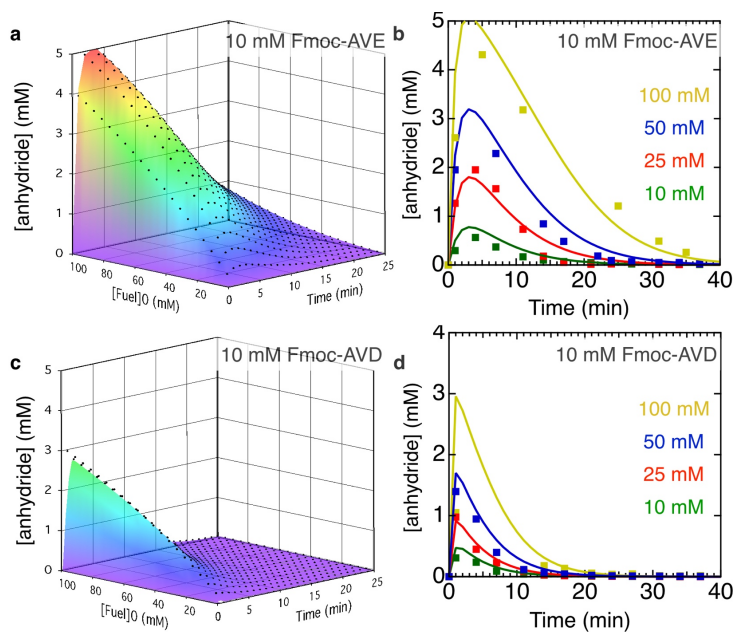 a
10 mM Fmoc-AVE
[anhydride] (mM)
5
4
3
2
1
0
100
80
60
40
20
0
[Fuel]0 (mM)
5
10
15
20
25
Time (min)
b
10 mM Fmoc-AVE
[anhydride] (mM)
5
4
3
2
1
0
100 mM
50 mM
25 mM
10 mM
0 10 20 30 40
Time (min)
c
10 mM Fmoc-AVD
[anhydride] (mM)
5
4
3
2
1
0
100
80
60
40
20
0
[Fuel]0 (mM)
5
10
15
20
25
Time (min)
d
10 mM Fmoc-AVD
[anhydride] (mM)
4
3
2
1
0
100 mM
50 mM
25 mM
10 mM
0 10 20 30 40
Time (min)